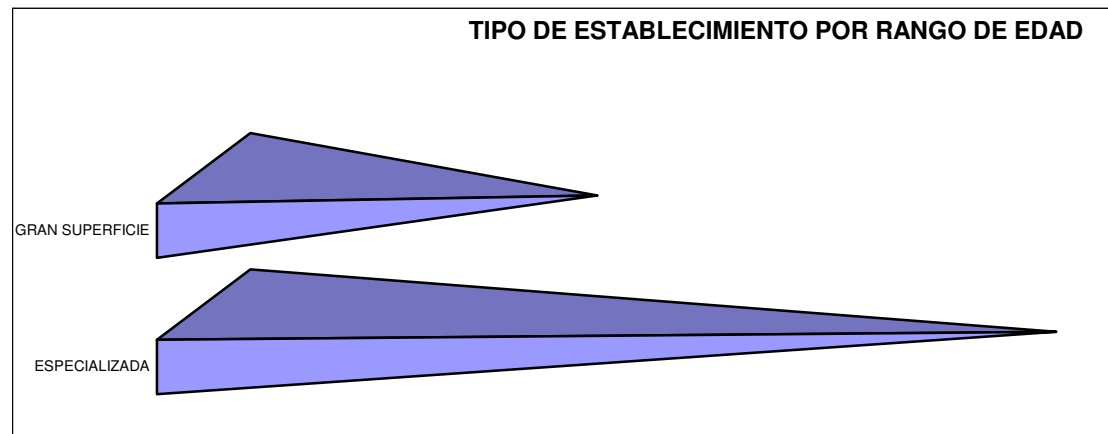 TIPO DE ESTABLECIMIENTO POR RANGO DE EDAD
GRAN SUPERFICIE
ESPECIALIZADA